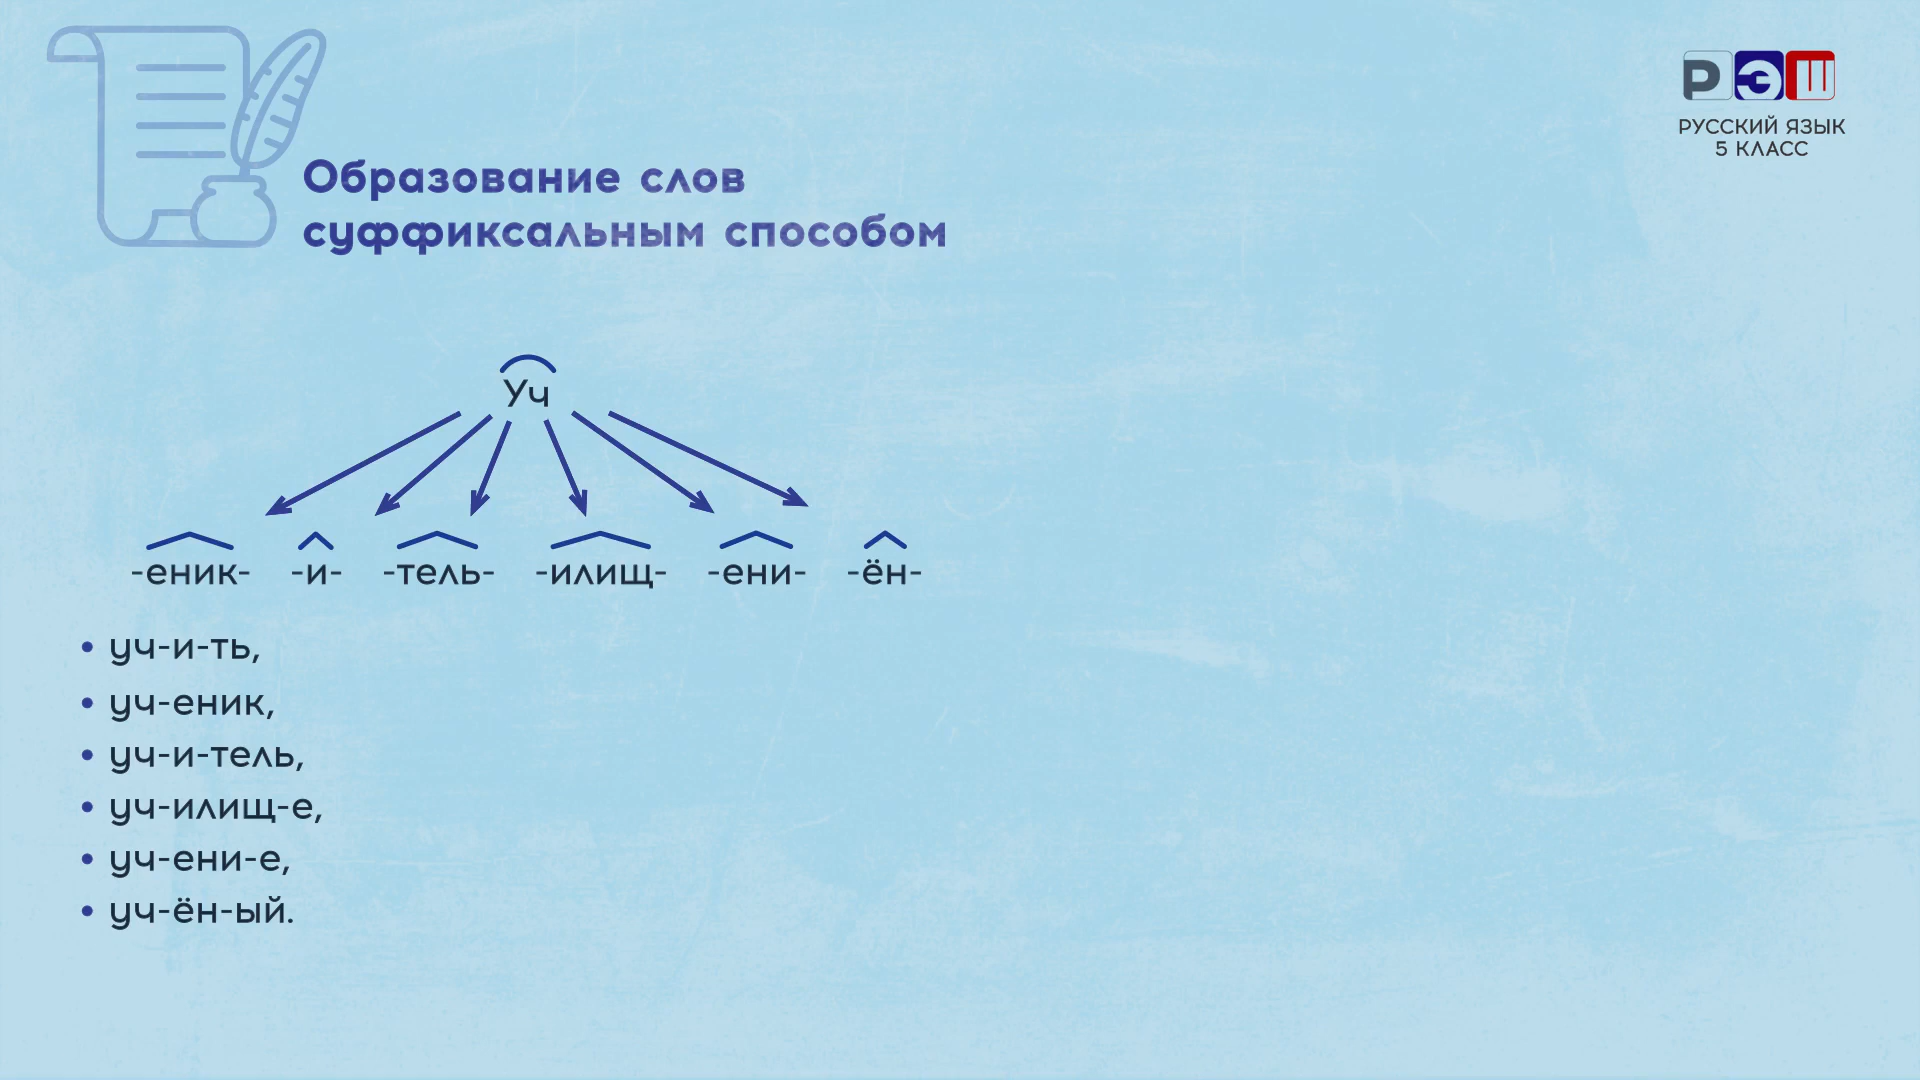 РЭШ
РУССКИЙ ЯЗЫК
5 КЛАСС
Образование слов
суффиксальным способом
Уч
-еник- -и- -тель- -илищ- -ени- -ён-
• уч-и-ть,
• уч-еник,
• уч-и-тель,
• уч-илищ-е,
• уч-ени-е,
• уч-ён-ый.